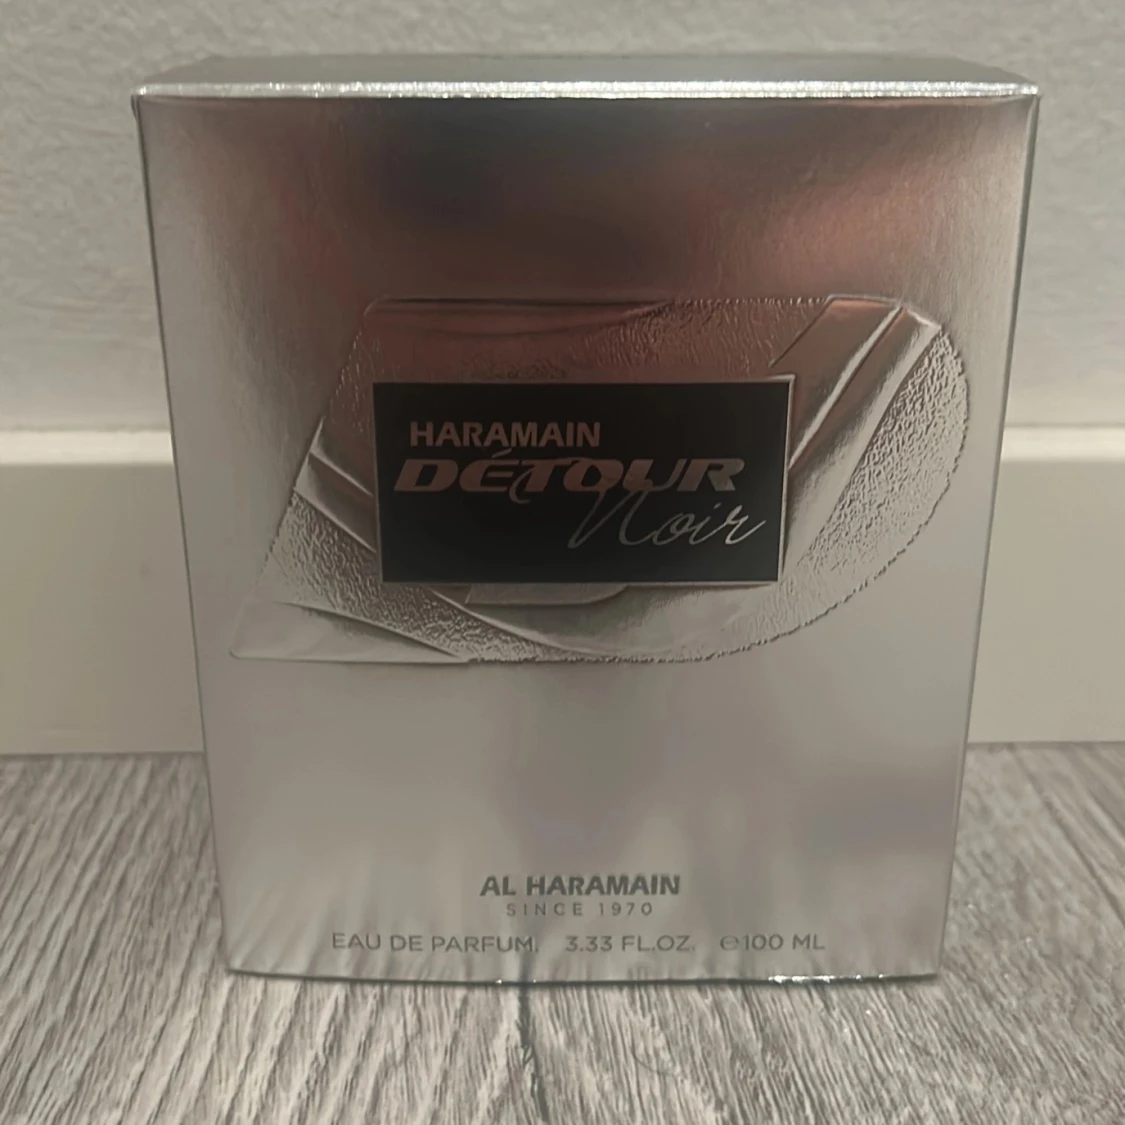 HARAMAIN
DÉTOUR
Noir
AL HARAMAIN
SINCE 1970
EAU DE PARFUM. 3.33 FL.OZ. ℮100 ML